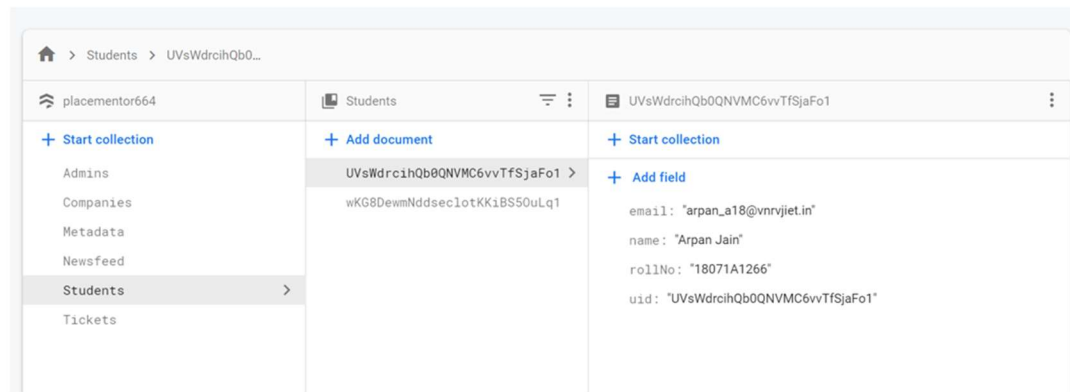 Students > UVsWdrcihQb0...
placementor664
Students
UVsWdrcihQb0QNVMC6vvTfSjaFo1
+ Start collection
+ Add document
+ Start collection
Admins
Companies
Metadata
Newsfeed
Students
Tickets
UVsWdrcihQb0QNVMC6vvTfSjaFo1
wKG8DewmNddseclotKKiBS5OuLq1
+ Add field
email: "arpan_a18@vnrvjiet.in"
name: "Arpan Jain"
rollNo: "18071A1266"
uid: "UVsWdrcihQb0QNVMC6vvTfSjaFo1"